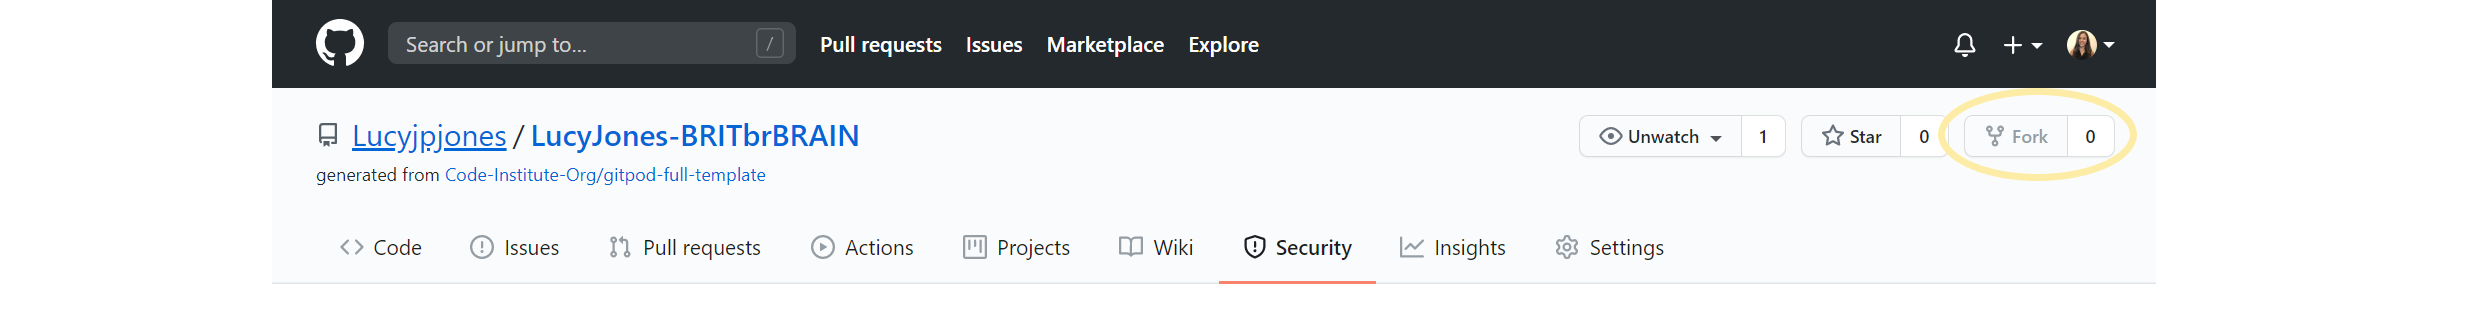 Search or jump to... / Pull requests Issues Marketplace Explore
Lucyjpjones / LucyJones-BRITbrBRAIN Unwatch 1 Star 0 Fork 0
generated from Code-Institute-Org/gitpod-full-template
Code Issues Pull requests Actions Projects Wiki Security Insights Settings